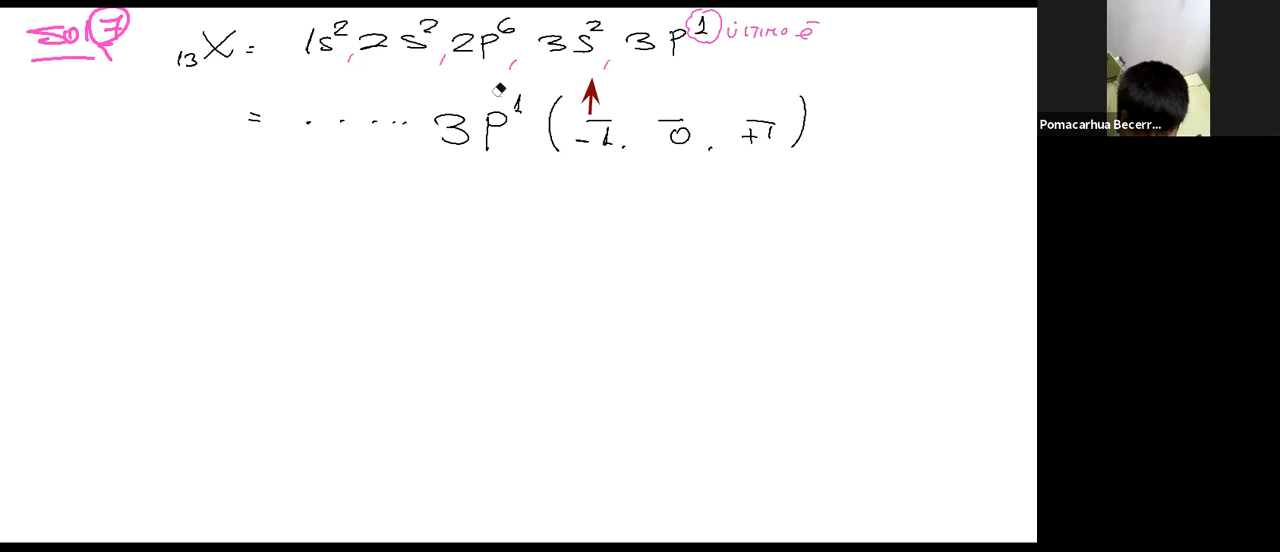 Sol 7
₁₃X = 1s², 2s², 2p⁶, 3s², 3p¹ último e⁻
= . . . . . 3p¹ ( -1 . 0 . +1 )
Pomacarhua Becerr...